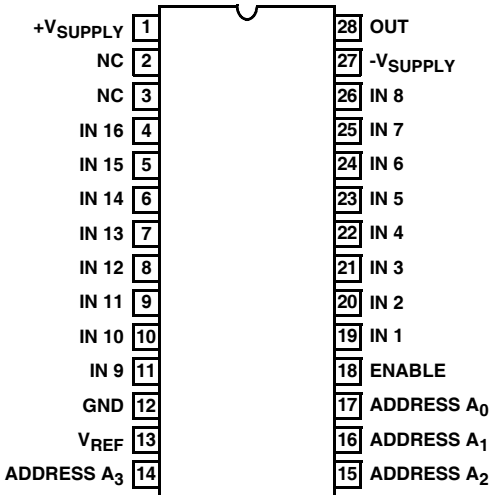 +VSUPPLY 1 28 OUT
NC 2 27 -VSUPPLY
NC 3 26 IN 8
IN 16 4 25 IN 7
IN 15 5 24 IN 6
IN 14 6 23 IN 5
IN 13 7 22 IN 4
IN 12 8 21 IN 3
IN 11 9 20 IN 2
IN 10 10 19 IN 1
IN 9 11 18 ENABLE
GND 12 17 ADDRESS A0
VREF 13 16 ADDRESS A1
ADDRESS A3 14 15 ADDRESS A2